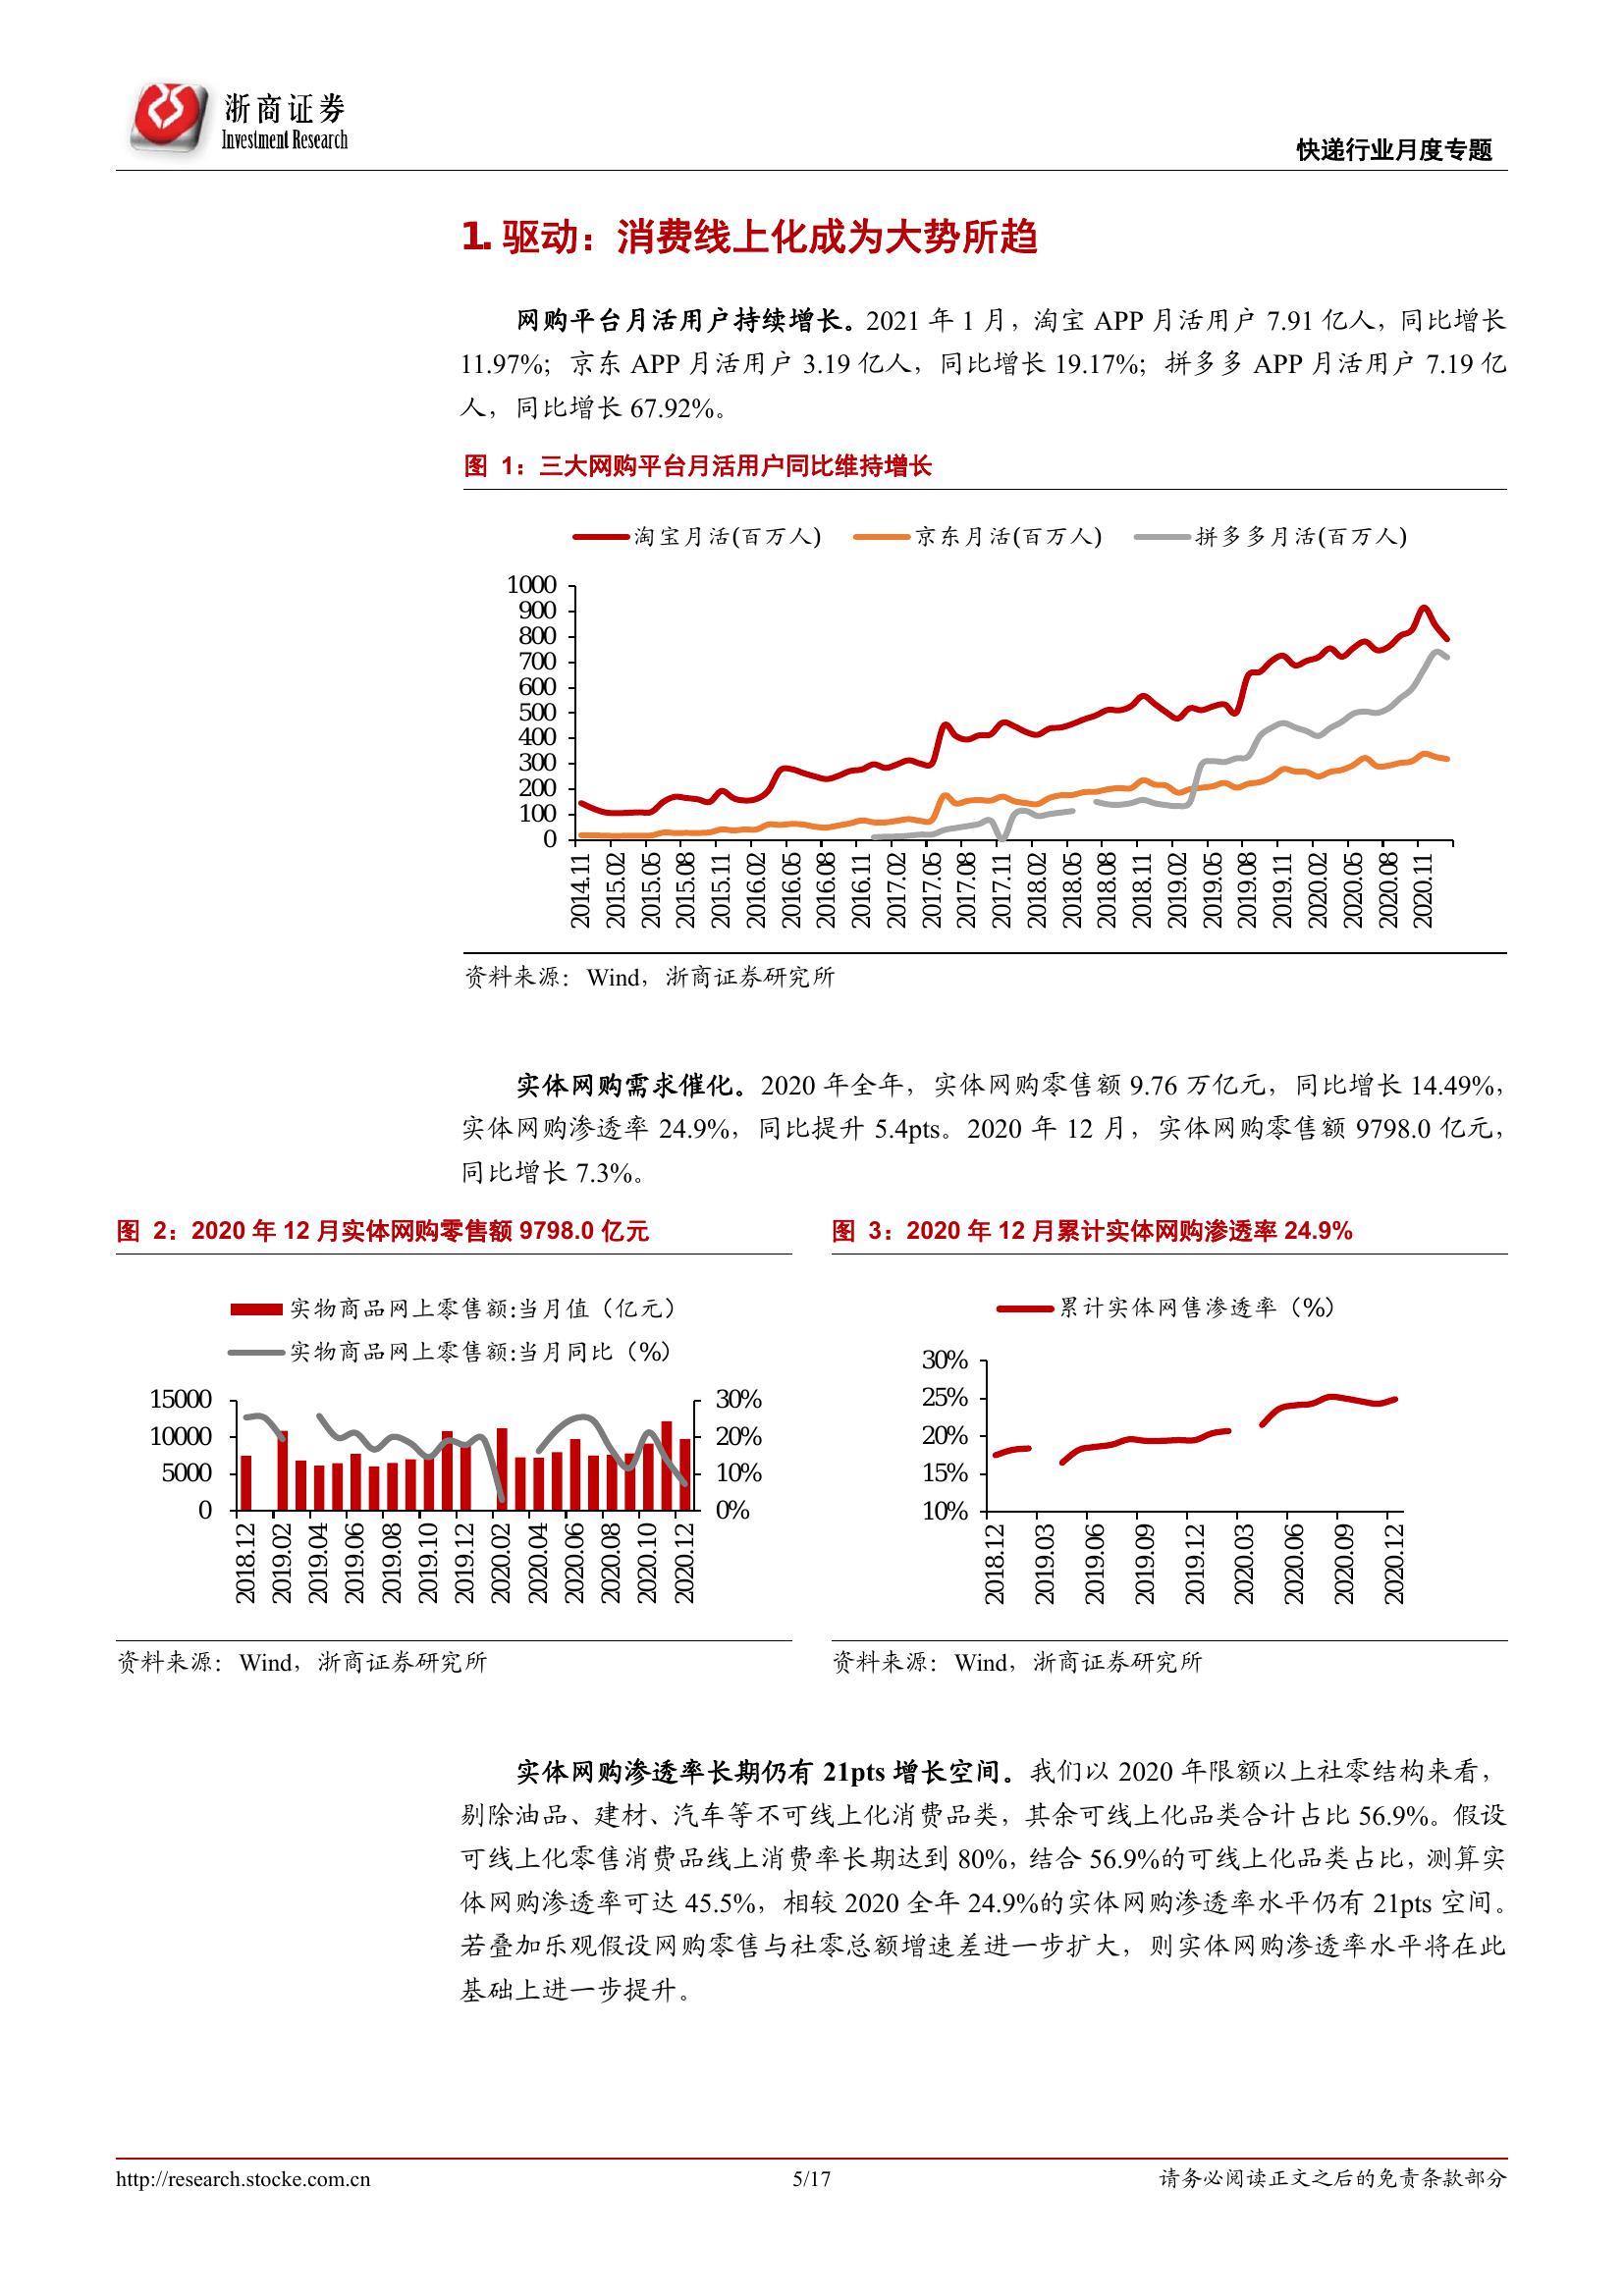 浙商证券
Investment Research
快递行业月度专题
1. 驱动：消费线上化成为大势所趋
网购平台月活用户持续增长。2021 年 1 月，淘宝 APP 月活用户 7.91 亿人，同比增长
11.97%；京东 APP 月活用户 3.19 亿人，同比增长 19.17%；拼多多 APP 月活用户 7.19 亿
人，同比增长 67.92%。
图 1：三大网购平台月活用户同比维持增长
淘宝月活(百万人) 京东月活(百万人) 拼多多月活(百万人)
1000
900
800
700
600
500
400
300
200
100
0
2014.11 2015.02 2015.05 2015.08 2015.11 2016.02 2016.05 2016.08 2016.11 2017.02 2017.05 2017.08 2017.11 2018.02 2018.05 2018.08 2018.11 2019.02 2019.05 2019.08 2019.11 2020.02 2020.05 2020.08 2020.11
资料来源：Wind，浙商证券研究所
实体网购需求催化。2020 年全年，实体网购零售额 9.76 万亿元，同比增长 14.49%，
实体网购渗透率 24.9%，同比提升 5.4pts。2020 年 12 月，实体网购零售额 9798.0 亿元，
同比增长 7.3%。
图 2：2020 年 12 月实体网购零售额 9798.0 亿元
实物商品网上零售额:当月值（亿元）
实物商品网上零售额:当月同比（%）
15000 30%
10000 20%
5000 10%
0 0%
2018.12 2019.02 2019.04 2019.06 2019.08 2019.10 2019.12 2020.02 2020.04 2020.06 2020.08 2020.10 2020.12
资料来源：Wind，浙商证券研究所
图 3：2020 年 12 月累计实体网购渗透率 24.9%
累计实体网售渗透率（%）
30%
25%
20%
15%
10%
2018.12 2019.03 2019.06 2019.09 2019.12 2020.03 2020.06 2020.09 2020.12
资料来源：Wind，浙商证券研究所
实体网购渗透率长期仍有 21pts 增长空间。我们以 2020 年限额以上社零结构来看，
剔除油品、建材、汽车等不可线上化消费品类，其余可线上化品类合计占比 56.9%。假设
可线上化零售消费品线上消费率长期达到 80%，结合 56.9%的可线上化品类占比，测算实
体网购渗透率可达 45.5%，相较 2020 全年 24.9%的实体网购渗透率水平仍有 21pts 空间。
若叠加乐观假设网购零售与社零总额增速差进一步扩大，则实体网购渗透率水平将在此
基础上进一步提升。
http://research.stocke.com.cn 5/17 请务必阅读正文之后的免责条款部分